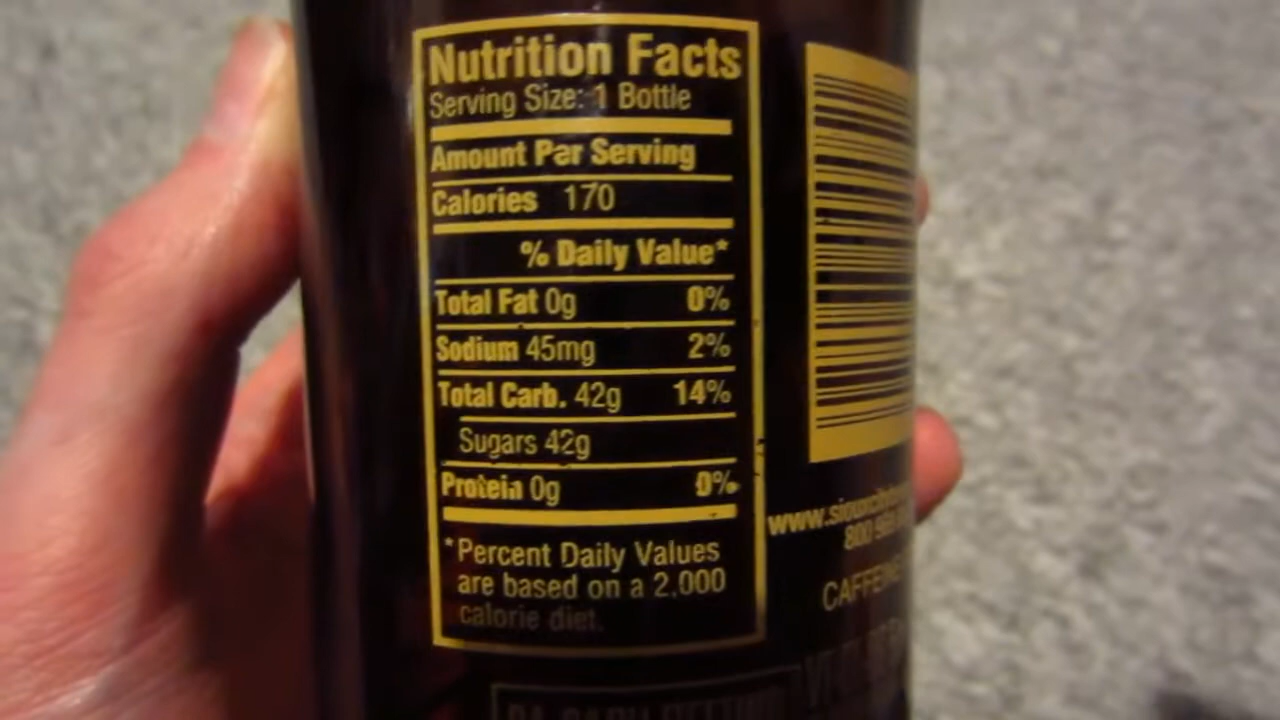 Nutrition Facts
Serving Size: 1 Bottle
Amount Per Serving
Calories 170
% Daily Value*
Total Fat 0g 0%
Sodium 45mg 2%
Total Carb. 42g 14%
Sugars 42g
Protein 0g 0%
*Percent Daily Values
are based on a 2,000
calorie diet.
800